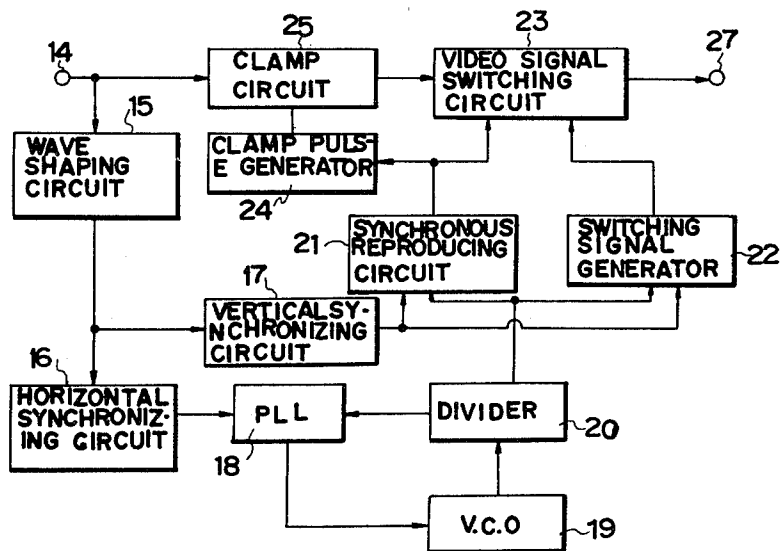 25
23
27
14
CLAMP
CIRCUIT
VIDEO SIGNAL
SWITCHING
CIRCUIT
15
WAVE
SHAPING
CIRCUIT
CLAMP PULS-
E GENERATOR
24
21
SYNCHRONOUS
REPRODUCING
CIRCUIT
SWITCHING
SIGNAL
GENERATOR
22
17
VERTICAL SY-
NCHRONIZING
CIRCUIT
16
HORIZONTAL
SYNCHRONIZ-
ING CIRCUIT
PLL
18
DIVIDER
20
V.C.O
19